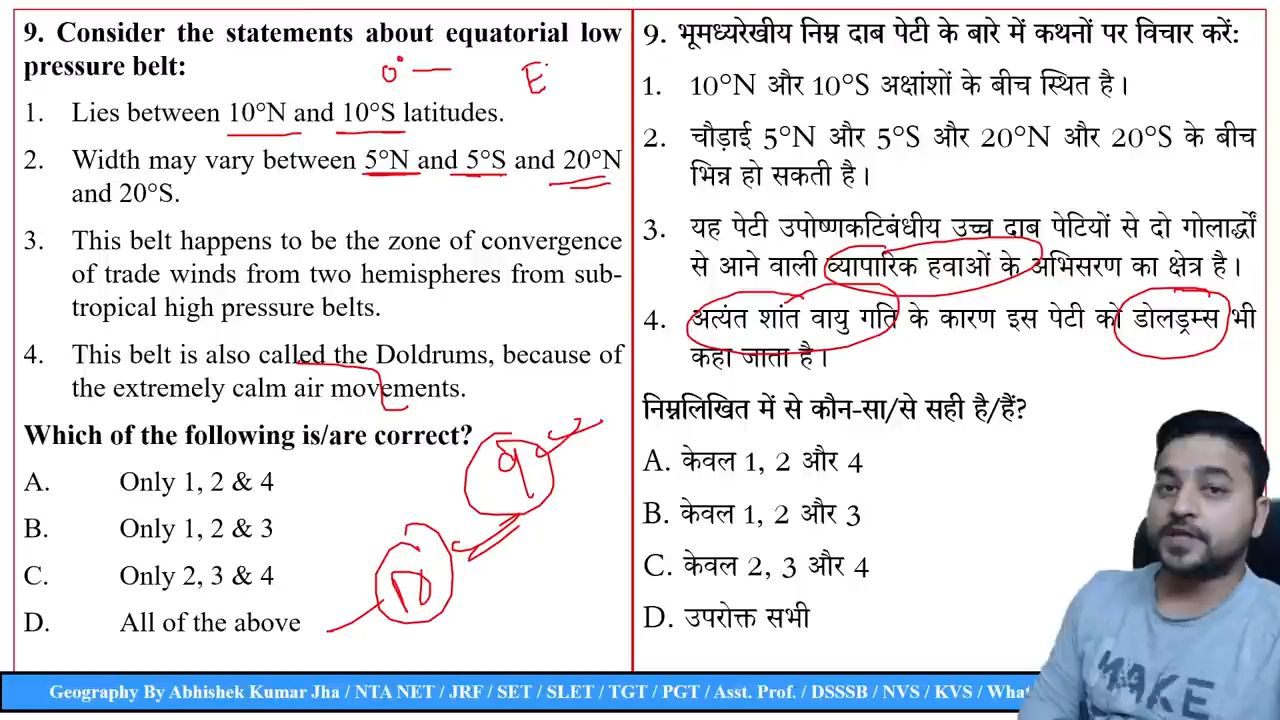 9. Consider the statements about equatorial low
pressure belt:
0° —
E
1. Lies between 10°N and 10°S latitudes.
2. Width may vary between 5°N and 5°S and 20°N
and 20°S.
3. This belt happens to be the zone of convergence
of trade winds from two hemispheres from sub-
tropical high pressure belts.
4. This belt is also called the Doldrums, because of
the extremely calm air movements.
Which of the following is/are correct?
A. Only 1, 2 & 4
B. Only 1, 2 & 3
C. Only 2, 3 & 4
D. All of the above
9
D
9. भूमध्यरेखीय निम्न दाब पेटी के बारे में कथनों पर विचार करें:
1. 10°N और 10°S अक्षांशों के बीच स्थित है।
2. चौड़ाई 5°N और 5°S और 20°N और 20°S के बीच
भिन्न हो सकती है।
3. यह पेटी उपोष्णकटिबंधीय उच्च दाब पेटियों से दो गोलार्द्धों
से आने वाली व्यापारिक हवाओं के अभिसरण का क्षेत्र है।
4. अत्यंत शांत वायु गति के कारण इस पेटी को डोलड्रम्स भी
कहा जाता है।
निम्नलिखित में से कौन-सा/से सही है/हैं?
A. केवल 1, 2 और 4
B. केवल 1, 2 और 3
C. केवल 2, 3 और 4
D. उपरोक्त सभी
MAKE
Geography By Abhishek Kumar Jha / NTA NET / JRF / SET / SLET / TGT / PGT / Asst. Prof. / DSSSB / NVS / KVS / What